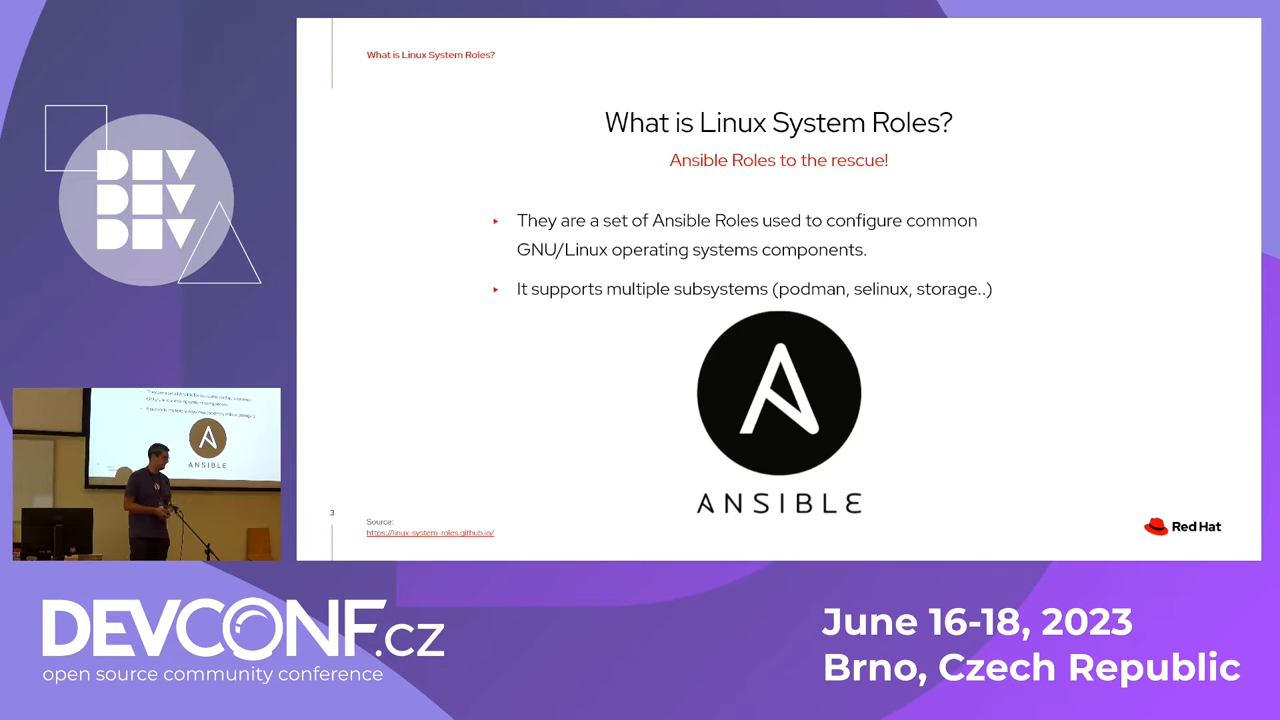 What is Linux System Roles?
What is Linux System Roles?
Ansible Roles to the rescue!
They are a set of Ansible Roles used to configure common
GNU/Linux operating systems components.
It supports multiple subsystems (podman, selinux, storage..)
ANSIBLE
3
Source:
https://linux-system-roles.github.io/
Red Hat
DEV
DEV
DEV
ANSIBLE
DEVCONF.cz
open source community conference
June 16-18, 2023
Brno, Czech Republic